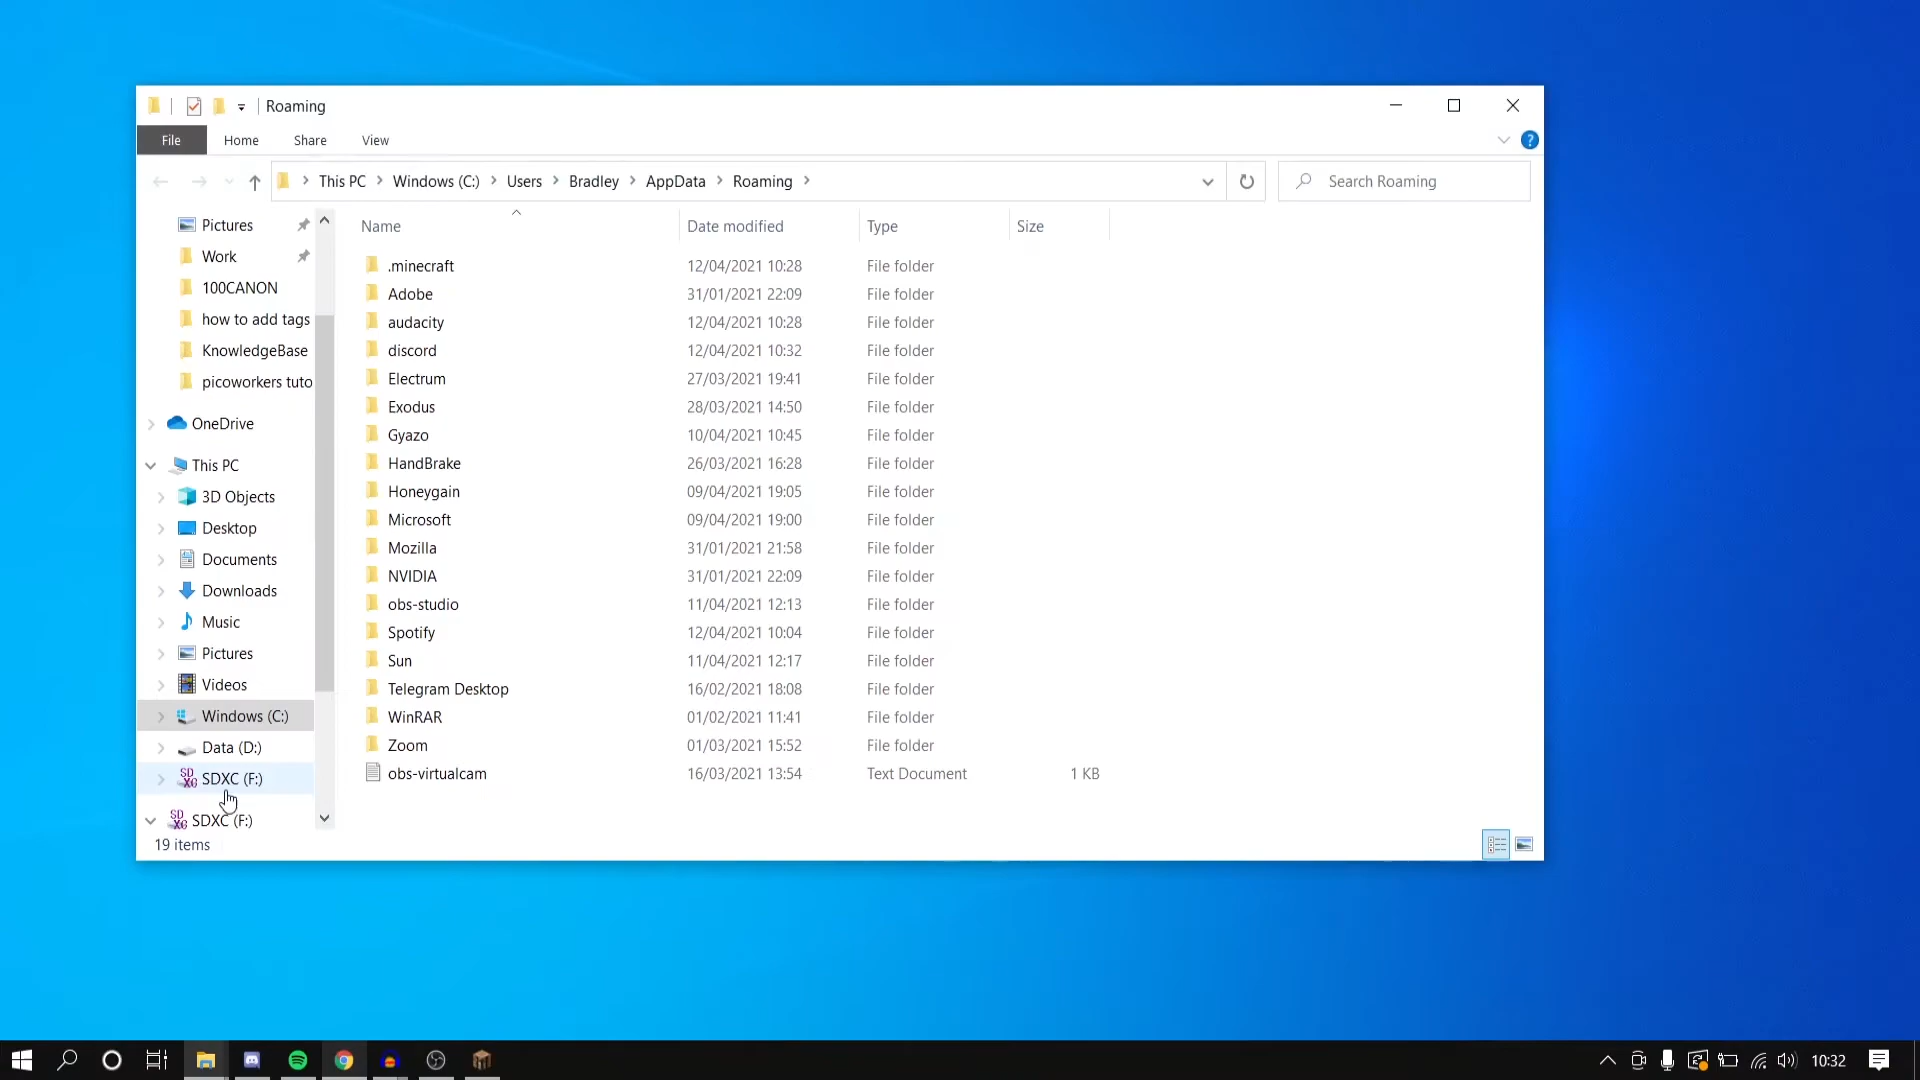 Roaming
File Home Share View
This PC Windows (C:) Users Bradley AppData Roaming Search Roaming
Name Date modified Type Size
Pictures
Work
100CANON
how to add tags
KnowledgeBase
picoworkers tuto
OneDrive
This PC
3D Objects
Desktop
Documents
Downloads
Music
Pictures
Videos
Windows (C:)
Data (D:)
SDXC (F:)
SDXC (F:)
.minecraft 12/04/2021 10:28 File folder
Adobe 31/01/2021 22:09 File folder
audacity 12/04/2021 10:28 File folder
discord 12/04/2021 10:32 File folder
Electrum 27/03/2021 19:41 File folder
Exodus 28/03/2021 14:50 File folder
Gyazo 10/04/2021 10:45 File folder
HandBrake 26/03/2021 16:28 File folder
Honeygain 09/04/2021 19:05 File folder
Microsoft 09/04/2021 19:00 File folder
Mozilla 31/01/2021 21:58 File folder
NVIDIA 31/01/2021 22:09 File folder
obs-studio 11/04/2021 12:13 File folder
Spotify 12/04/2021 10:04 File folder
Sun 11/04/2021 12:17 File folder
Telegram Desktop 16/02/2021 18:08 File folder
WinRAR 01/02/2021 11:41 File folder
Zoom 01/03/2021 15:52 File folder
obs-virtualcam 16/03/2021 13:54 Text Document 1 KB
19 items
10:32